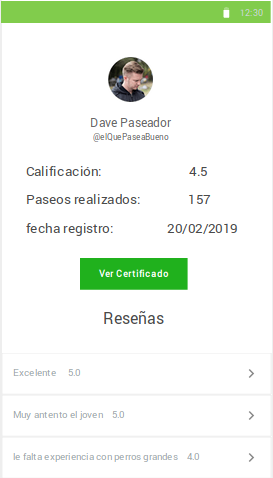 12:30
Dave Paseador
@elQuePaseaBueno
Calificación: 4.5
Paseos realizados: 157
fecha registro: 20/02/2019
Ver Certificado
Reseñas
Excelente 5.0
Muy antento el joven 5.0
le falta experiencia con perros grandes 4.0